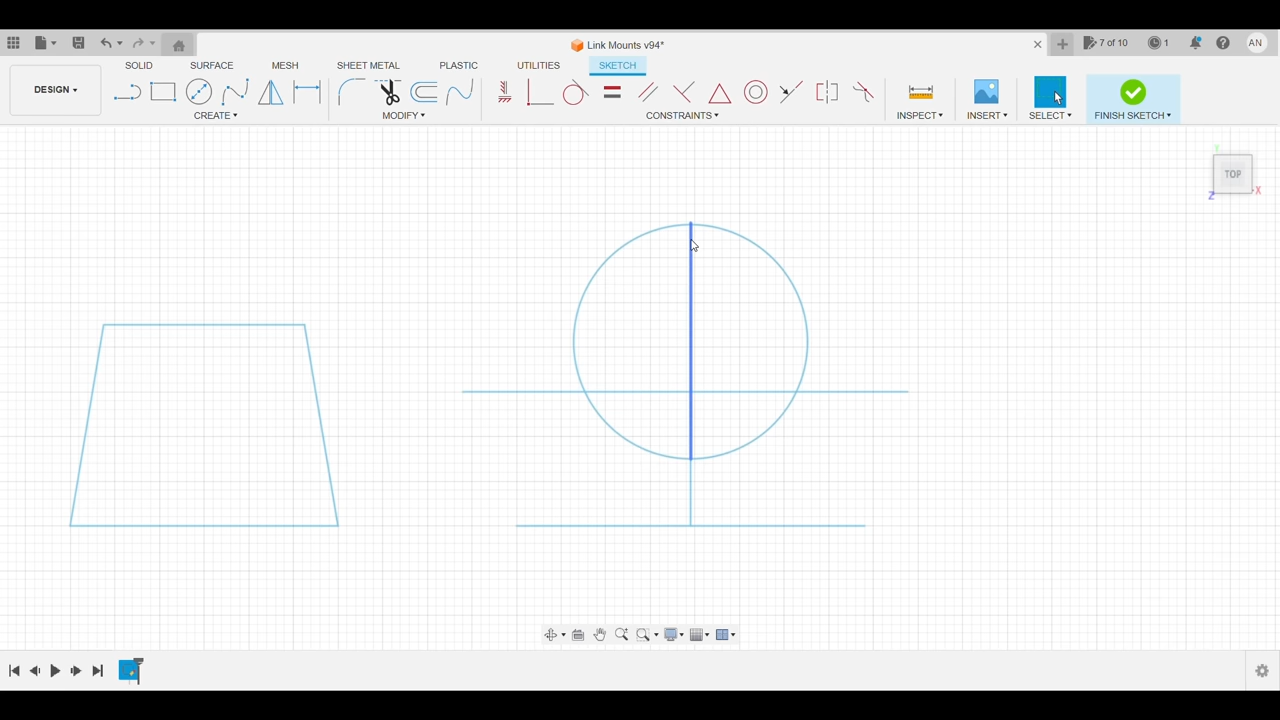 Link Mounts v94*
7 of 10
1
AN
SOLID
SURFACE
MESH
SHEET METAL
PLASTIC
UTILITIES
SKETCH
DESIGN
CREATE
MODIFY
CONSTRAINTS
INSPECT
INSERT
SELECT
FINISH SKETCH
Y
TOP
X
Z